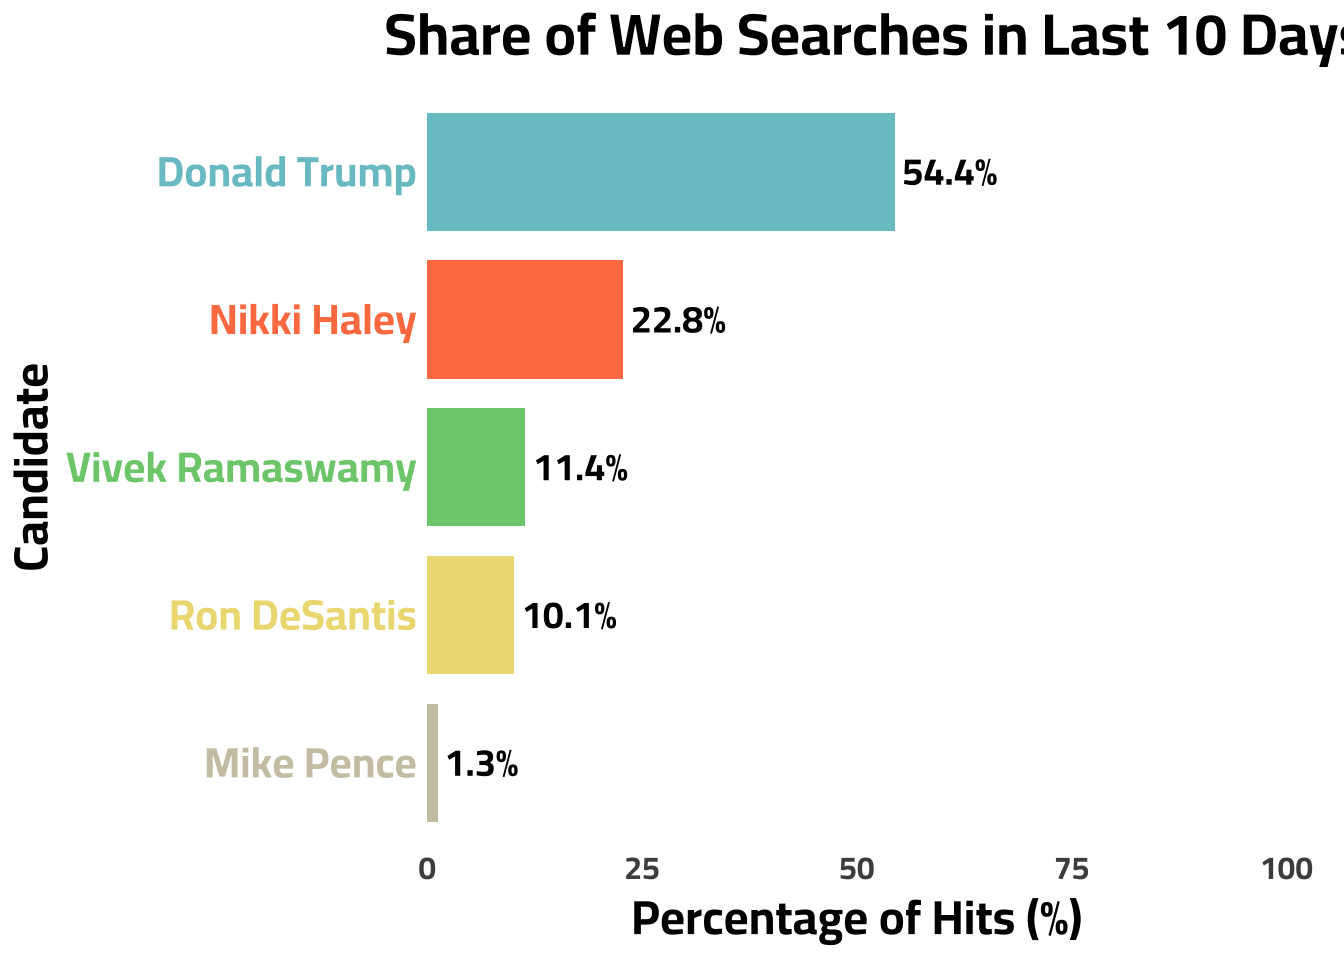 Share of Web Searches in Last 10 Days
Donald Trump
54.4%
Nikki Haley
22.8%
Vivek Ramaswamy
11.4%
Ron DeSantis
10.1%
Mike Pence
1.3%
Candidate
0 25 50 75 100
Percentage of Hits (%)